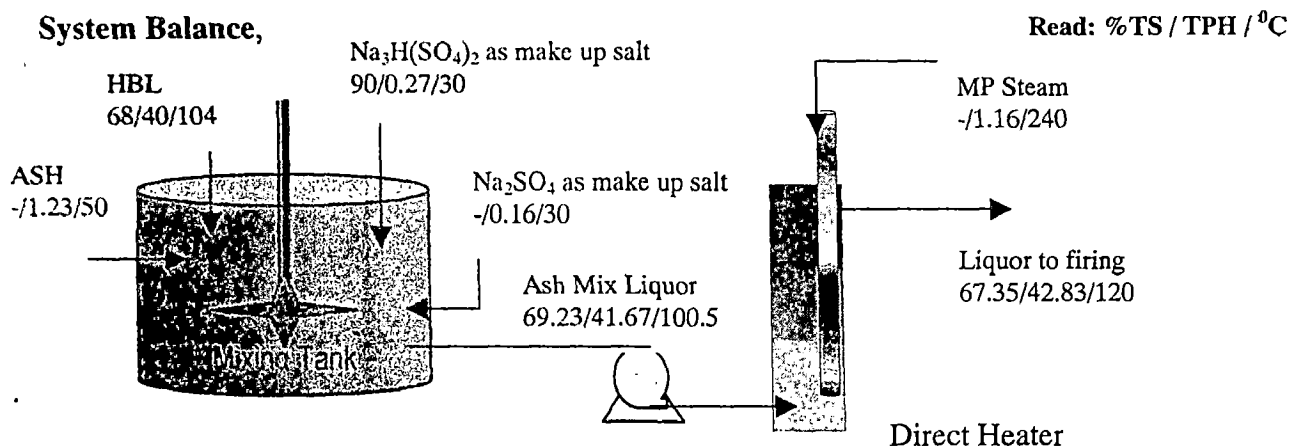 System Balance,
Read: %TS / TPH / ⁰C
Na₃H(SO₄)₂ as make up salt
90/0.27/30
HBL
68/40/104
MP Steam
-/1.16/240
ASH
-/1.23/50
Na₂SO₄ as make up salt
-/0.16/30
Ash Mix Liquor
69.23/41.67/100.5
Liquor to firing
67.35/42.83/120
Mixing Tank
Direct Heater